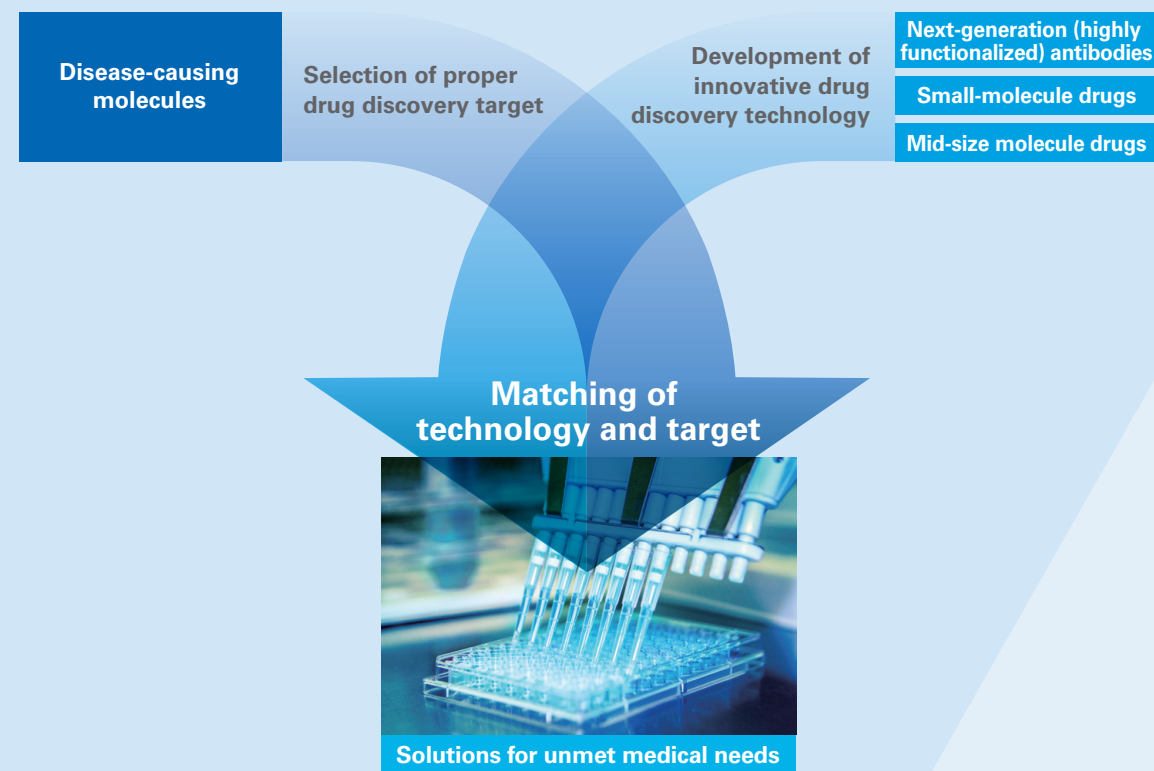 Disease-causing
molecules
Selection of proper
drug discovery target
Development of
innovative drug
discovery technology
Next-generation (highly
functionalized) antibodies
Small-molecule drugs
Mid-size molecule drugs
Matching of
technology and target
Solutions for unmet medical needs